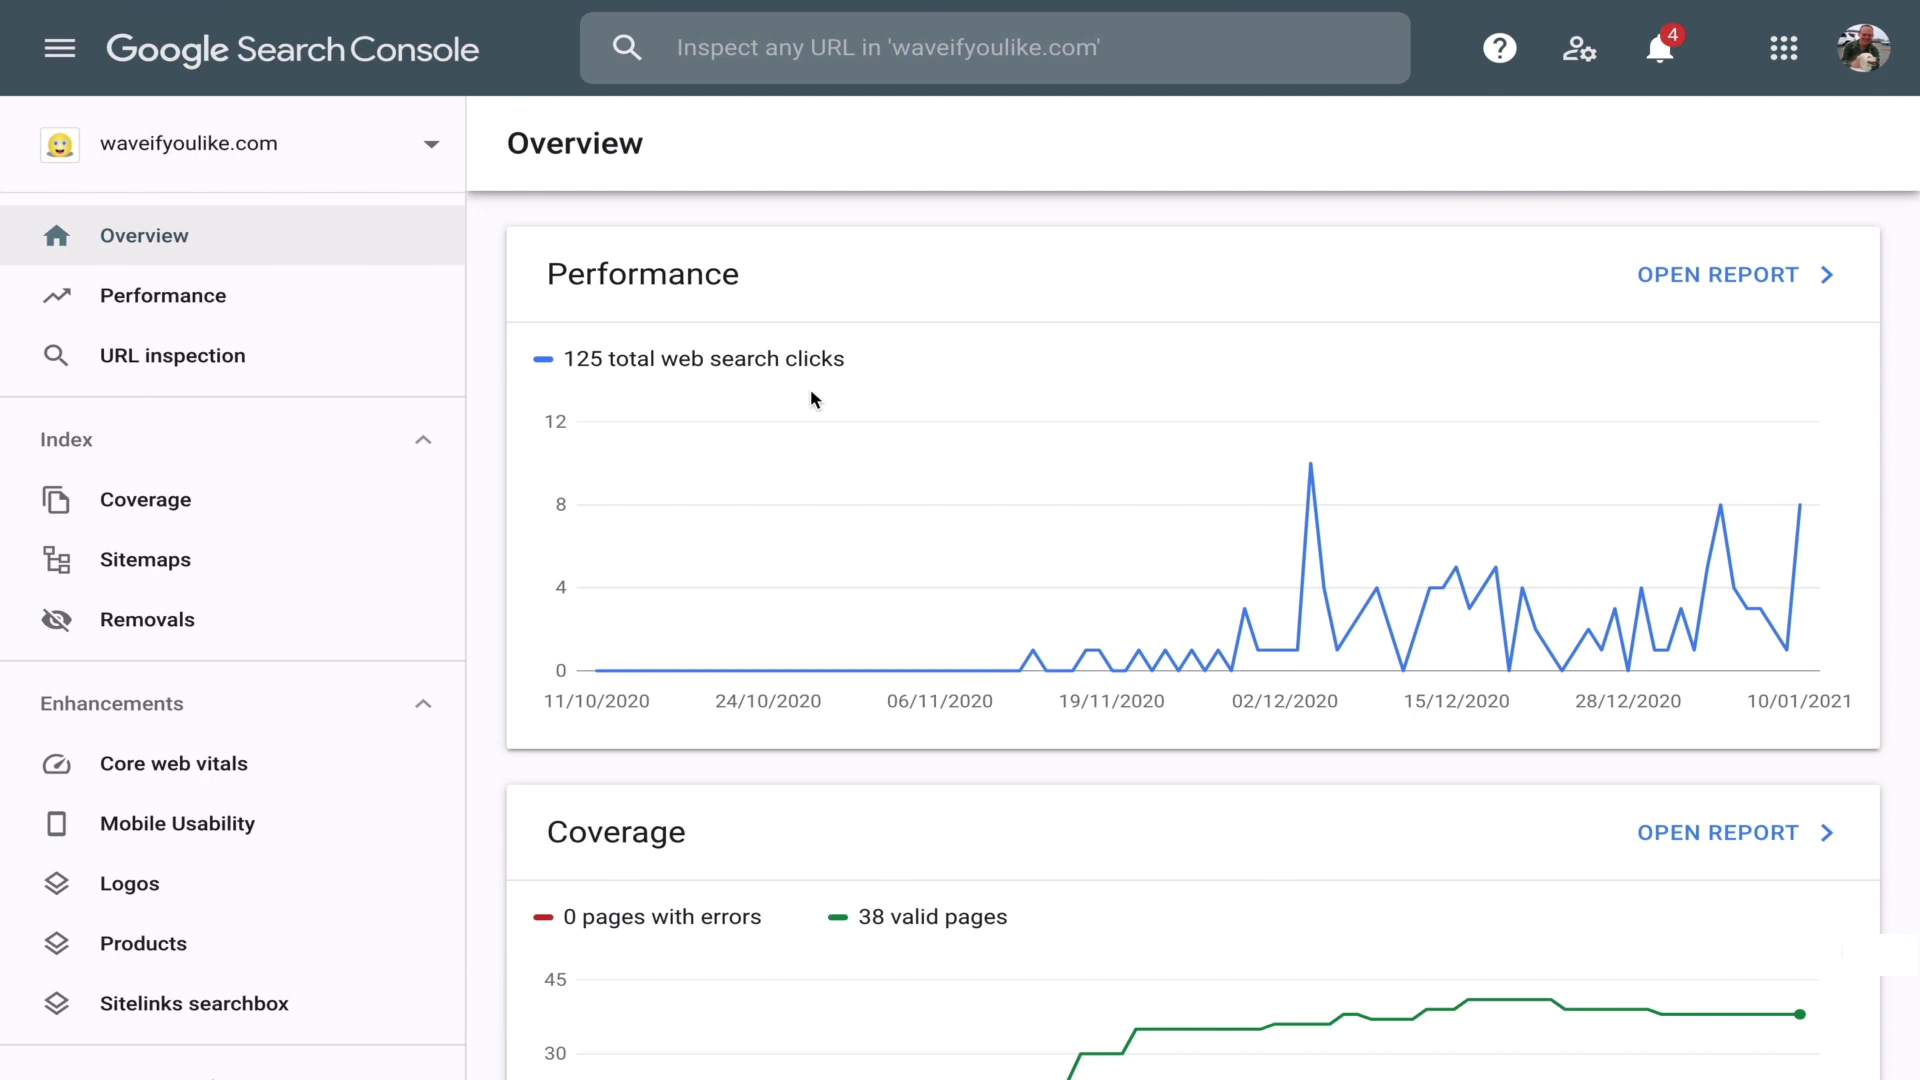 Google Search Console
Inspect any URL in 'waveifyoulike.com'
4
waveifyoulike.com
Overview
Performance
URL inspection
Index
Coverage
Sitemaps
Removals
Enhancements
Core web vitals
Mobile Usability
Logos
Products
Sitelinks searchbox
Overview
Performance
OPEN REPORT
125 total web search clicks
12
8
4
0
11/10/2020 24/10/2020 06/11/2020 19/11/2020 02/12/2020 15/12/2020 28/12/2020 10/01/2021
Coverage
OPEN REPORT
0 pages with errors 38 valid pages
45
30